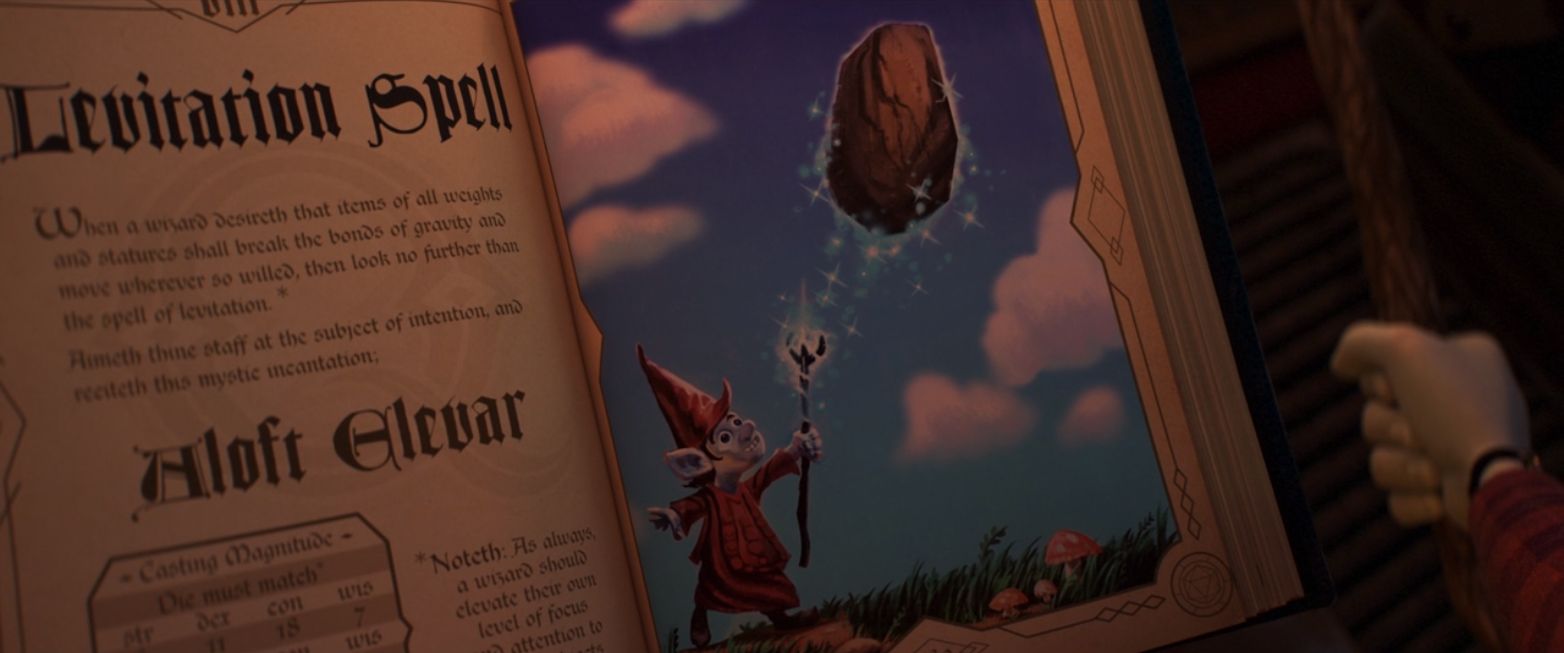 VIII
Levitation Spell
When a wizard desireth that items of all weights
and statures shall break the bonds of gravity and
move wherever so willed, then look no further than
the spell of levitation. *
Aimeth thine staff at the subject of intention, and
reciteth this mystic incantation:
Aloft Elevar
Casting Magnitude
Die must match*
str dex con wis
11 18 7
wis
*Noteth: As always,
a wizard should
elevate their own
level of focus
attention to